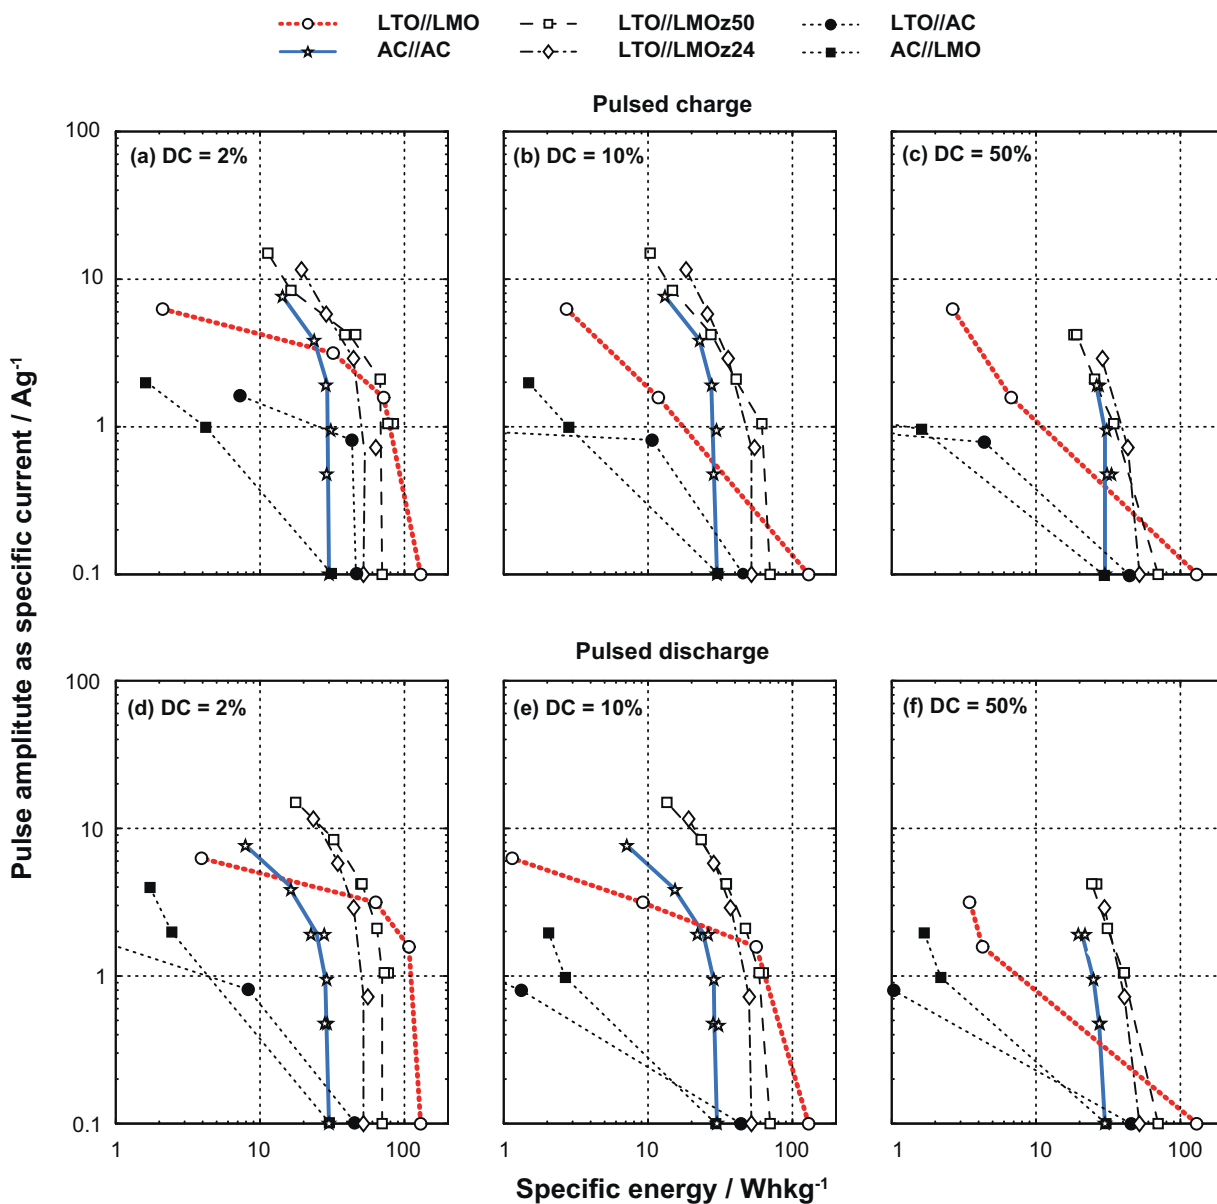 LTO//LMO LTO//LMOz50 LTO//AC
AC//AC LTO//LMOz24 AC//LMO
Pulsed charge
100
(a) DC = 2% (b) DC = 10% (c) DC = 50%
10
1
0.1
Pulse amplitude as specific current / Ag⁻¹
Pulsed discharge
100
(d) DC = 2% (e) DC = 10% (f) DC = 50%
10
1
0.1
1 10 100 1 10 100 1 10 100
Specific energy / Whkg⁻¹